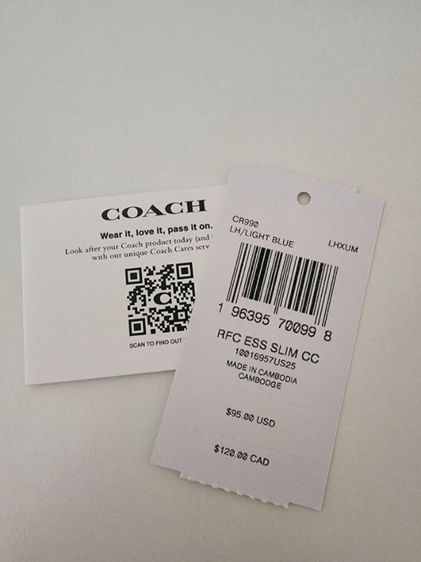 COACH
Wear it, love it, pass it on.
Look after your Coach product today (and
with our unique Coach Cares serv
C
SCAN TO FIND OUT
CR990
LH/LIGHT BLUE LHXUM
1 96395 70099 8
RFC ESS SLIM CC
10016957US25
MADE IN CAMBODIA
CAMBODGE
$95.00 USD
$120.00 CAD